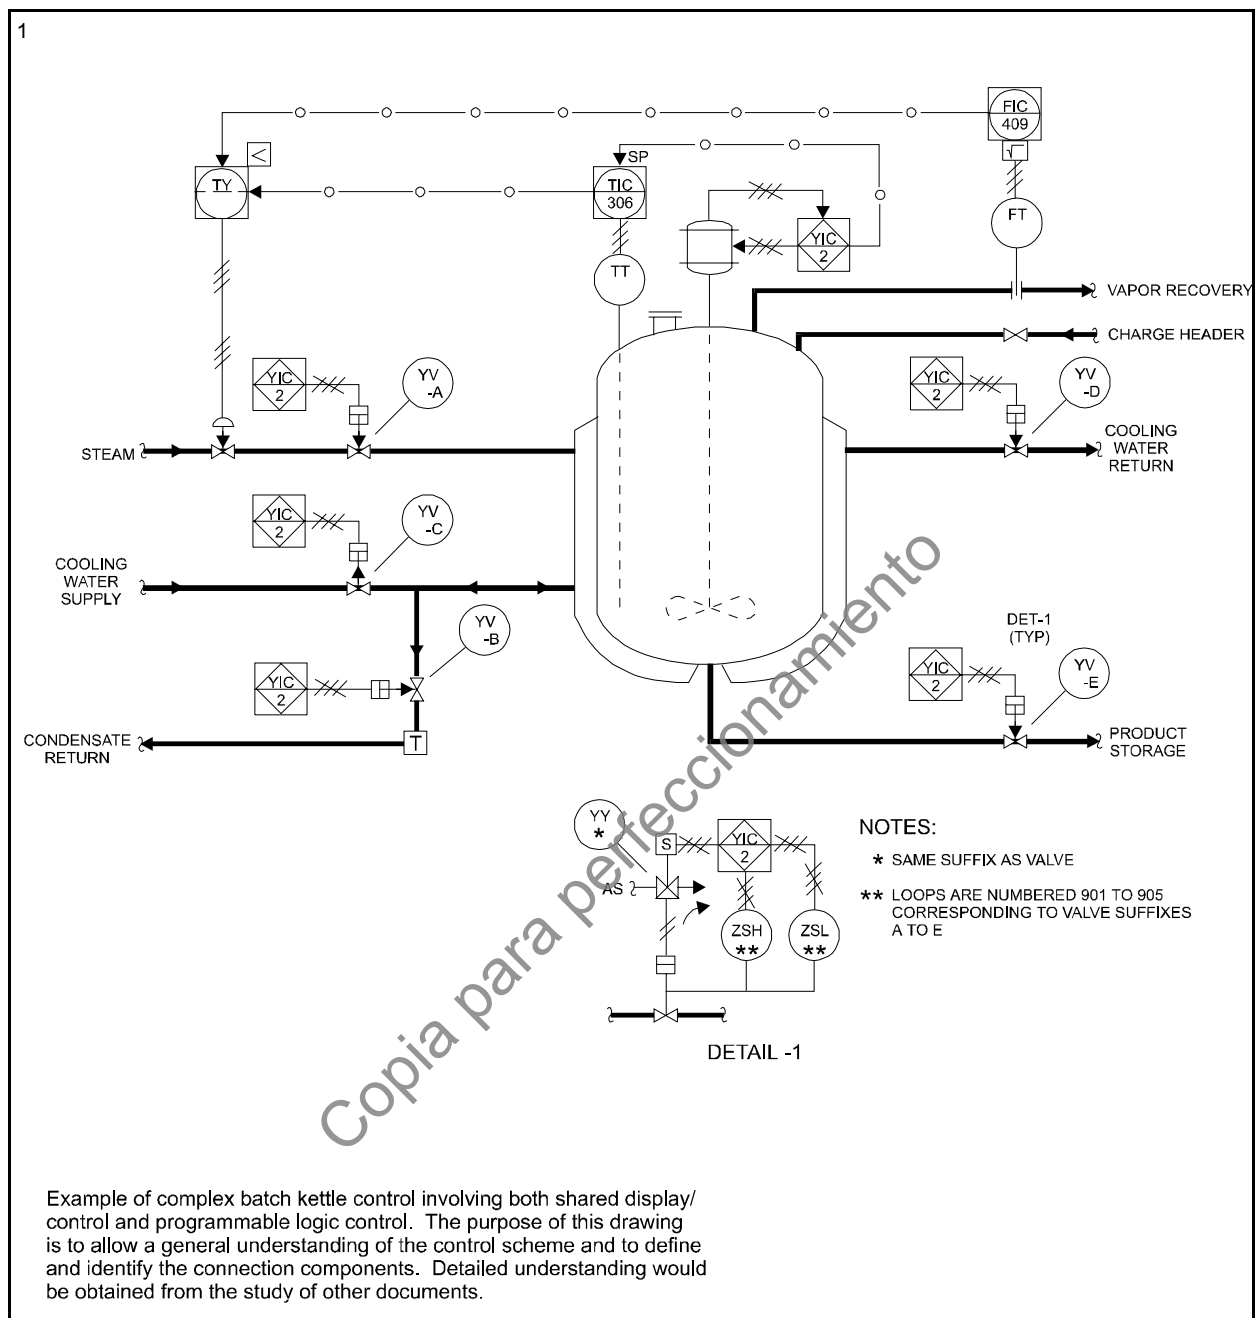 1
FIC
409
√
<
SP
TY
TIC
306
FT
YIC
2
TT
VAPOR RECOVERY
CHARGE HEADER
YIC
2
YV
-A
YIC
2
YV
-D
STEAM
COOLING
WATER
RETURN
YIC
2
YV
-C
COOLING
WATER
SUPPLY
YV
-B
DET-1
(TYP)
YIC
2
YIC
2
YV
-E
CONDENSATE
RETURN
T
PRODUCT
STORAGE
YY
*
S
YIC
2
NOTES:
* SAME SUFFIX AS VALVE
AS
** LOOPS ARE NUMBERED 901 TO 905
CORRESPONDING TO VALVE SUFFIXES
A TO E
ZSH
**
ZSL
**
DETAIL -1
Copia para perfeccionamiento
Example of complex batch kettle control involving both shared display/
control and programmable logic control. The purpose of this drawing
is to allow a general understanding of the control scheme and to define
and identify the connection components. Detailed understanding would
be obtained from the study of other documents.